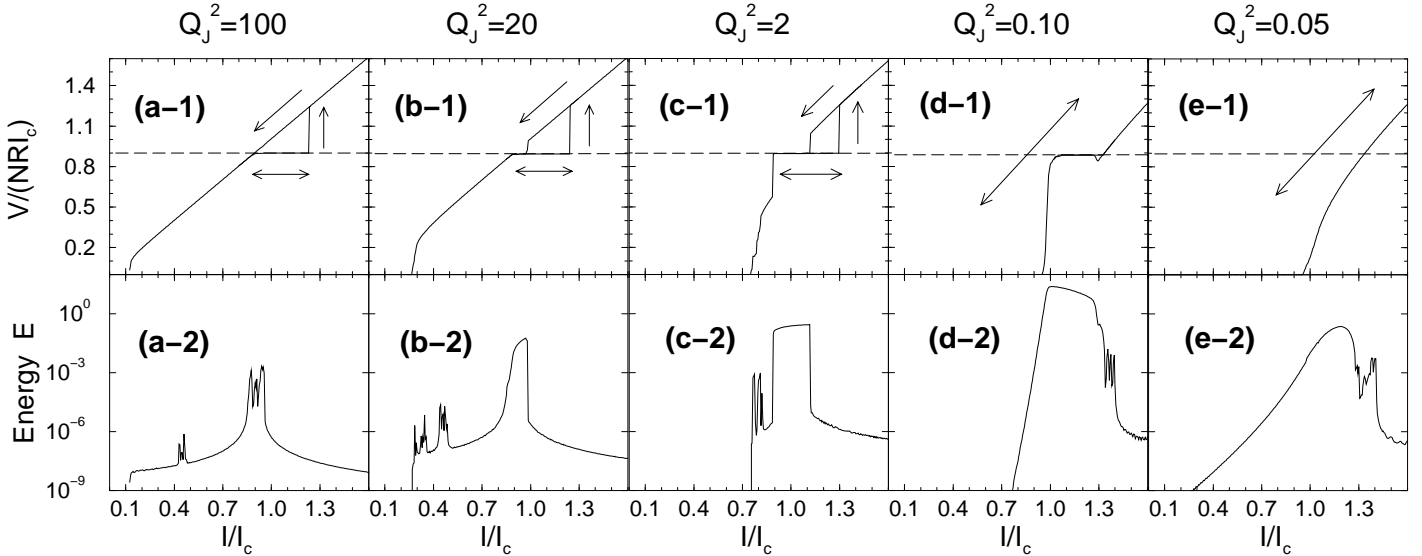 Q_J^2=100 Q_J^2=20 Q_J^2=2 Q_J^2=0.10 Q_J^2=0.05
V/(NRI_c)
1.4
1.1
0.8
0.5
0.2
(a−1) (b−1) (c−1) (d−1) (e−1)
Energy E
10^0
10^−3
10^−6
10^−9
(a−2) (b−2) (c−2) (d−2) (e−2)
0.1 0.4 0.7 1.0 1.3 0.1 0.4 0.7 1.0 1.3 0.1 0.4 0.7 1.0 1.3 0.1 0.4 0.7 1.0 1.3 0.1 0.4 0.7 1.0 1.3
I/I_c I/I_c I/I_c I/I_c I/I_c